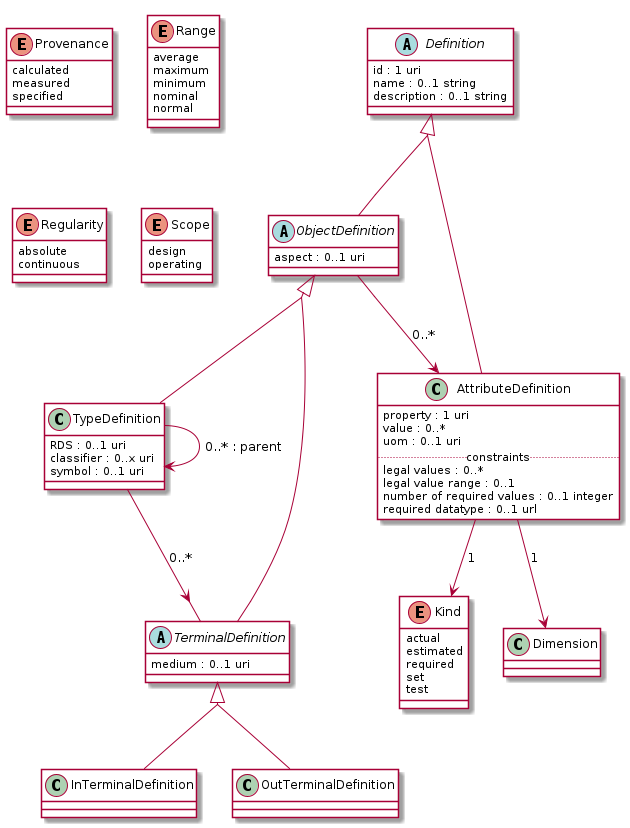 E Provenance
calculated
measured
specified
E Range
average
maximum
minimum
nominal
normal
A Definition
id : 1 uri
name : 0..1 string
description : 0..1 string
E Regularity
absolute
continuous
E Scope
design
operating
A ObjectDefinition
aspect : 0..1 uri
0..*
C TypeDefinition
RDS : 0..1 uri
classifier : 0..x uri
symbol : 0..1 uri
0..* : parent
C AttributeDefinition
property : 1 uri
value : 0..*
uom : 0..1 uri
constraints
legal values : 0..*
legal value range : 0..1
number of required values : 0..1 integer
required datatype : 0..1 url
0..*
1
1
A TerminalDefinition
medium : 0..1 uri
E Kind
actual
estimated
required
set
test
C Dimension
C InTerminalDefinition
C OutTerminalDefinition